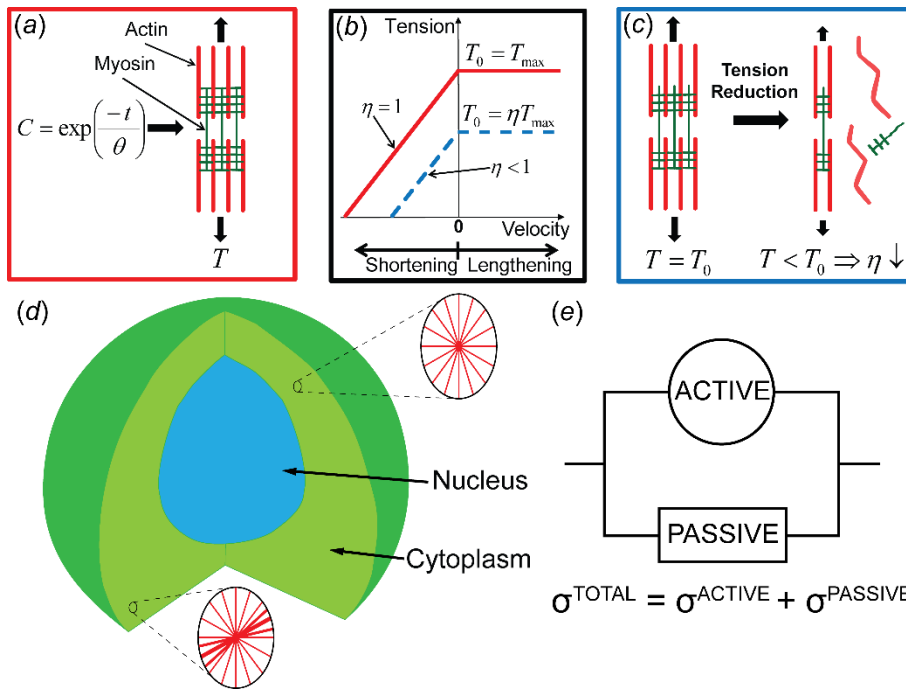 (a)
Actin
Myosin
C = exp(-t/θ)
T
(b)
Tension
T₀ = Tₘₐₓ
η = 1
T₀ = ηTₘₐₓ
η < 1
Velocity
0
Shortening Lengthening
(c)
Tension
Reduction
T = T₀
T < T₀ ⇒ η ↓
(d)
Nucleus
Cytoplasm
(e)
ACTIVE
PASSIVE
σᵀᴼᵀᴬᴸ = σᴬᶜᵀᴵⱽᴱ + σᴾᴬˢˢᴵⱽᴱ